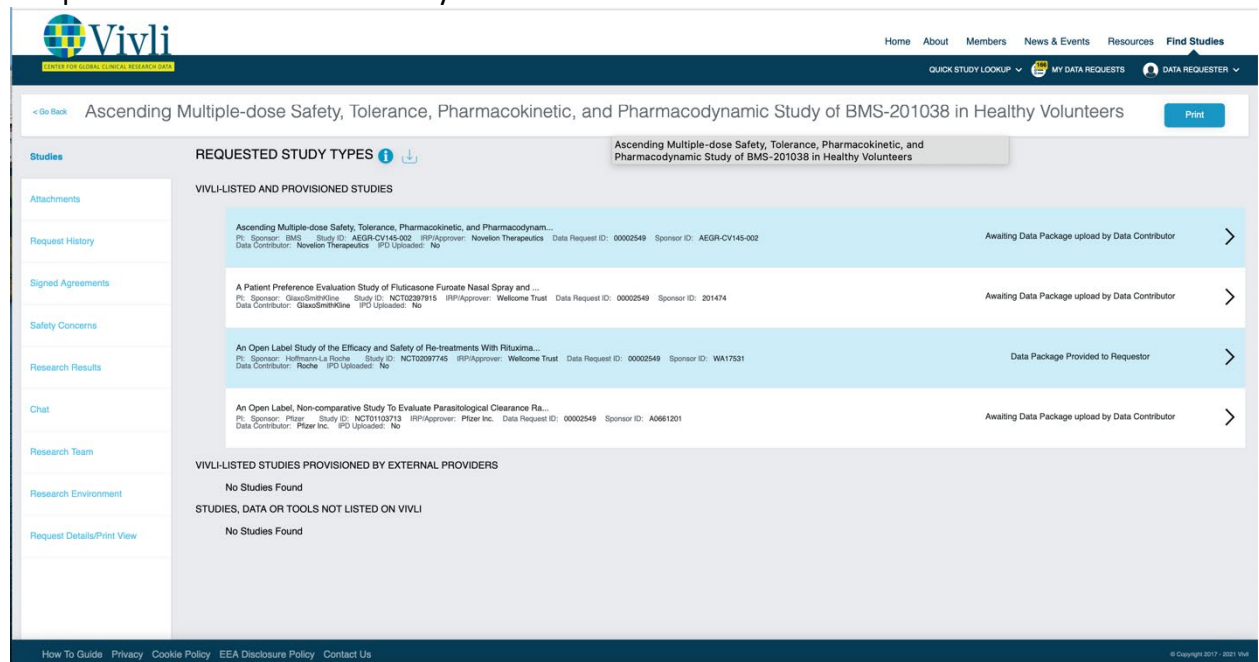 Vivli
CENTER FOR GLOBAL CLINICAL RESEARCH DATA
Home About Members News & Events Resources Find Studies
QUICK STUDY LOOKUP 166 MY DATA REQUESTS DATA REQUESTER
< Go Back Ascending Multiple-dose Safety, Tolerance, Pharmacokinetic, and Pharmacodynamic Study of BMS-201038 in Healthy Volunteers Print
Ascending Multiple-dose Safety, Tolerance, Pharmacokinetic, and
Pharmacodynamic Study of BMS-201038 in Healthy Volunteers
Studies
Attachments
Request History
Signed Agreements
Safety Concerns
Research Results
Chat
Research Team
Research Environment
Request Details/Print View
REQUESTED STUDY TYPES
VIVLI-LISTED AND PROVISIONED STUDIES
Ascending Multiple-dose Safety, Tolerance, Pharmacokinetic, and Pharmacodynam...
PI: Sponsor: BMS Study ID: AEGR-CV145-002 IRP/Approver: Novelion Therapeutics Data Request ID: 00002549 Sponsor ID: AEGR-CV145-002
Data Contributor: Novelion Therapeutics IPD Uploaded: No
Awaiting Data Package upload by Data Contributor
A Patient Preference Evaluation Study of Fluticasone Furoate Nasal Spray and ...
PI: Sponsor: GlaxoSmithKline Study ID: NCT02397915 IRP/Approver: Wellcome Trust Data Request ID: 00002549 Sponsor ID: 201474
Data Contributor: GlaxoSmithKline IPD Uploaded: No
Awaiting Data Package upload by Data Contributor
An Open Label Study of the Efficacy and Safety of Re-treatments With Rituxima...
PI: Sponsor: Hoffmann-La Roche Study ID: NCT02097745 IRP/Approver: Wellcome Trust Data Request ID: 00002549 Sponsor ID: WA17531
Data Contributor: Roche IPD Uploaded: No
Data Package Provided to Requestor
An Open Label, Non-comparative Study To Evaluate Parasitological Clearance Ra...
PI: Sponsor: Pfizer Study ID: NCT01103713 IRP/Approver: Pfizer Inc. Data Request ID: 00002549 Sponsor ID: A0661201
Data Contributor: Pfizer Inc. IPD Uploaded: No
Awaiting Data Package upload by Data Contributor
VIVLI-LISTED STUDIES PROVISIONED BY EXTERNAL PROVIDERS
No Studies Found
STUDIES, DATA OR TOOLS NOT LISTED ON VIVLI
No Studies Found
How To Guide Privacy Cookie Policy EEA Disclosure Policy Contact Us
© Copyright 2017 - 2021 Vivli